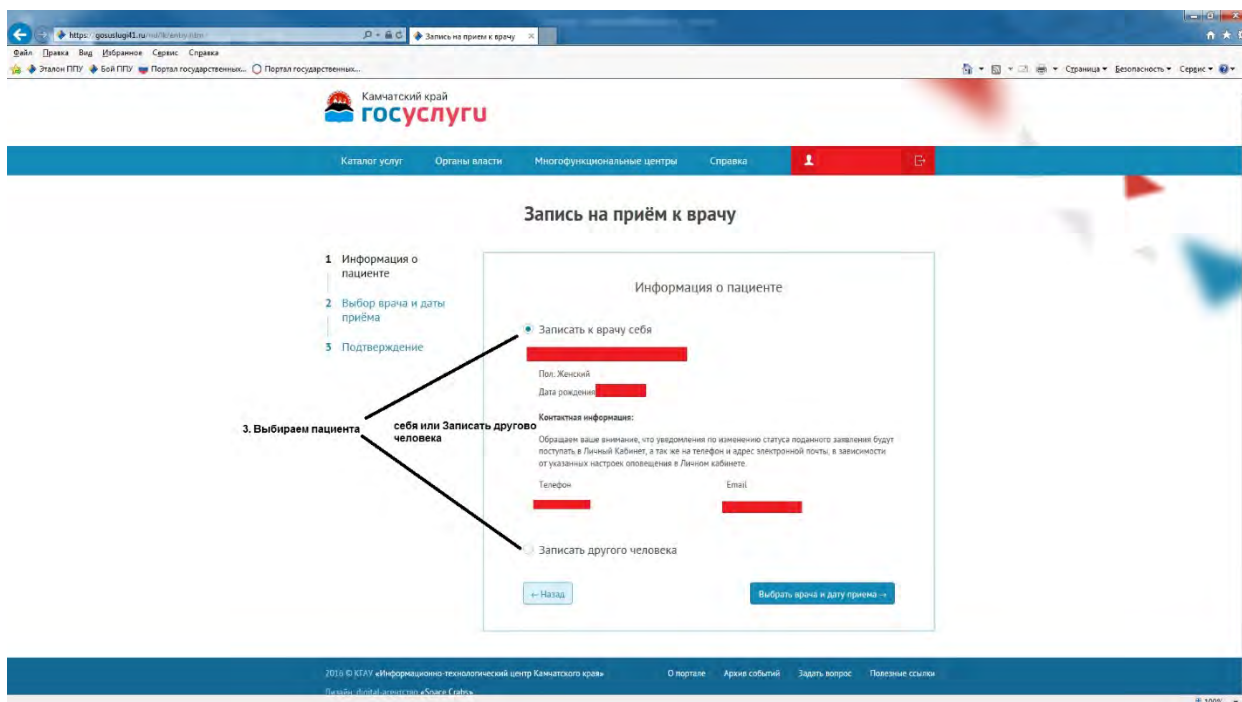 https://gosuslugi41.ru
Запись на прием к врачу
Файл Правка Вид Избранное Сервис Справка
Эталон ППУ Бой ППУ Портал государственных... Портал государственных...
Страница Безопасность Сервис
Камчатский край
госуслуги
Каталог услуг Органы власти Многофункциональные центры Справка
Запись на приём к врачу
1 Информация о
пациенте
2 Выбор врача и даты
приёма
3 Подтверждение
Информация о пациенте
Записать к врачу себя
Пол: Женский
Дата рождения
3. Выбираем пациента
себя или Записать другово
человека
Контактная информация:
Обращаем ваше внимание, что уведомления по изменению статуса поданного заявления будут
поступать в Личный Кабинет, а так же на телефон и адрес электронной почты, в зависимости
от указанных настроек оповещения в Личном кабинете.
Телефон Email
Записать другого человека
← Назад
Выбрать врача и дату приема →
2016 © КГАУ «Информационно-технологический центр Камчатского края»
О портале Архив событий Задать вопрос Полезные ссылки
Дизайн: digital-агентство «Space Crabs»
100%